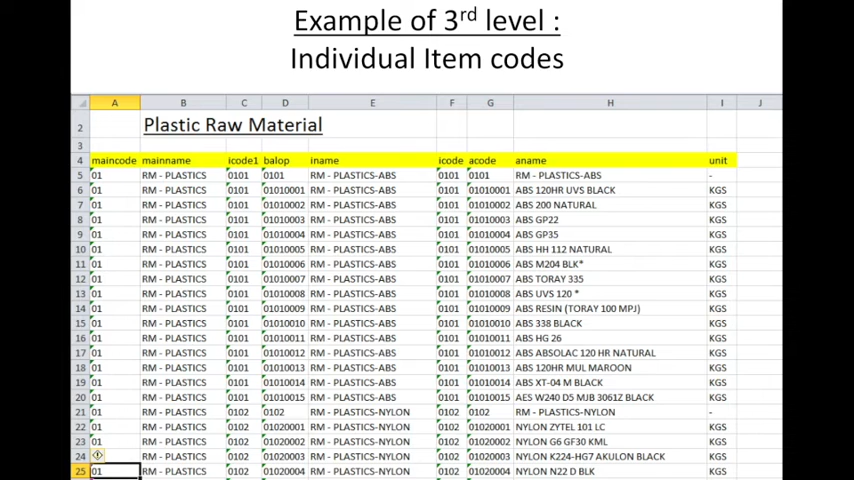 Example of 3rd level :
Individual Item codes
A B C D E F G H I J
2 Plastic Raw Material
3
4 maincode mainname icode1 balop iname icode acode aname unit
5 01 RM - PLASTICS 0101 0101 RM - PLASTICS-ABS 0101 0101 RM - PLASTICS-ABS -
6 01 RM - PLASTICS 0101 01010001 RM - PLASTICS-ABS 0101 01010001 ABS 120HR UVS BLACK KGS
7 01 RM - PLASTICS 0101 01010002 RM - PLASTICS-ABS 0101 01010002 ABS 200 NATURAL KGS
8 01 RM - PLASTICS 0101 01010003 RM - PLASTICS-ABS 0101 01010003 ABS GP22 KGS
9 01 RM - PLASTICS 0101 01010004 RM - PLASTICS-ABS 0101 01010004 ABS GP35 KGS
10 01 RM - PLASTICS 0101 01010005 RM - PLASTICS-ABS 0101 01010005 ABS HH 112 NATURAL KGS
11 01 RM - PLASTICS 0101 01010006 RM - PLASTICS-ABS 0101 01010006 ABS M204 BLK* KGS
12 01 RM - PLASTICS 0101 01010007 RM - PLASTICS-ABS 0101 01010007 ABS TORAY 335 KGS
13 01 RM - PLASTICS 0101 01010008 RM - PLASTICS-ABS 0101 01010008 ABS UVS 120 * KGS
14 01 RM - PLASTICS 0101 01010009 RM - PLASTICS-ABS 0101 01010009 ABS RESIN (TORAY 100 MPJ) KGS
15 01 RM - PLASTICS 0101 01010010 RM - PLASTICS-ABS 0101 01010010 ABS 338 BLACK KGS
16 01 RM - PLASTICS 0101 01010011 RM - PLASTICS-ABS 0101 01010011 ABS HG 26 KGS
17 01 RM - PLASTICS 0101 01010012 RM - PLASTICS-ABS 0101 01010012 ABS ABSOLAC 120 HR NATURAL KGS
18 01 RM - PLASTICS 0101 01010013 RM - PLASTICS-ABS 0101 01010013 ABS 120HR MUL MAROON KGS
19 01 RM - PLASTICS 0101 01010014 RM - PLASTICS-ABS 0101 01010014 ABS XT-04 M BLACK KGS
20 01 RM - PLASTICS 0101 01010015 RM - PLASTICS-ABS 0101 01010015 AES W240 D5 MJB 3061Z BLACK KGS
21 01 RM - PLASTICS 0102 0102 RM - PLASTICS-NYLON 0102 0102 RM - PLASTICS-NYLON -
22 01 RM - PLASTICS 0102 01020001 RM - PLASTICS-NYLON 0102 01020001 NYLON ZYTEL 101 LC KGS
23 01 RM - PLASTICS 0102 01020002 RM - PLASTICS-NYLON 0102 01020002 NYLON G6 GF30 KML KGS
24 RM - PLASTICS 0102 01020003 RM - PLASTICS-NYLON 0102 01020003 NYLON K224-HG7 AKULON BLACK KGS
25 01 RM - PLASTICS 0102 01020004 RM - PLASTICS-NYLON 0102 01020004 NYLON N22 D BLK KGS